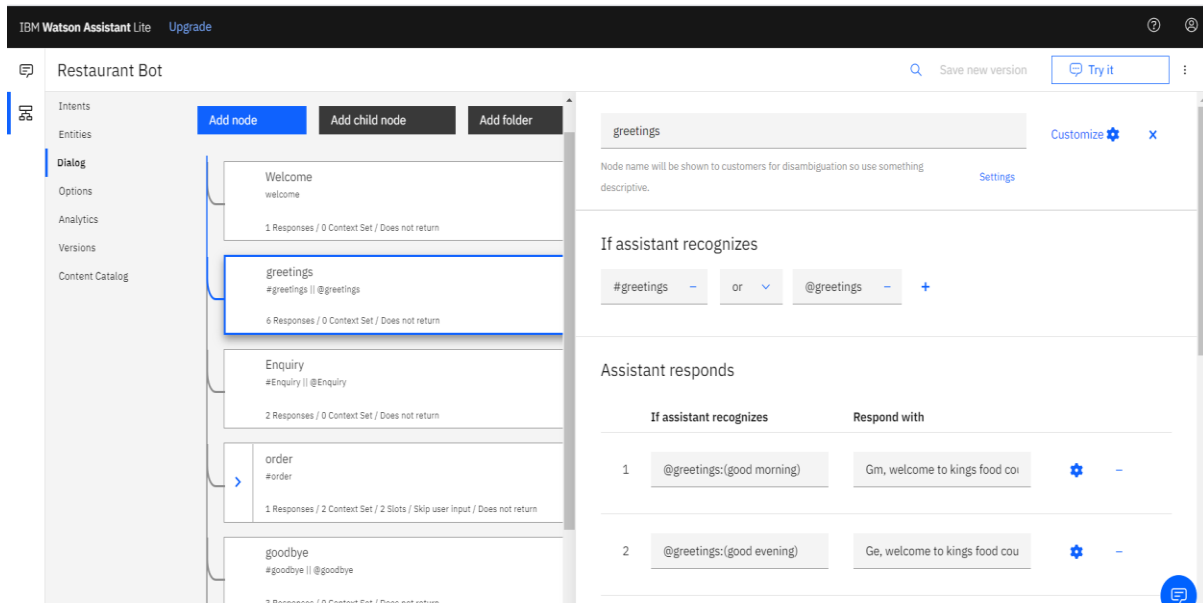 IBM Watson Assistant Lite Upgrade
Restaurant Bot
Save new version
Try it
Intents
Entities
Dialog
Options
Analytics
Versions
Content Catalog
Add node
Add child node
Add folder
Welcome
welcome
1 Responses / 0 Context Set / Does not return
greetings
#greetings || @greetings
6 Responses / 0 Context Set / Does not return
Enquiry
#Enquiry || @Enquiry
2 Responses / 0 Context Set / Does not return
order
#order
1 Responses / 2 Context Set / 2 Slots / Skip user input / Does not return
goodbye
#goodbye || @goodbye
greetings
Customize
Node name will be shown to customers for disambiguation so use something
descriptive.
Settings
If assistant recognizes
#greetings or @greetings
Assistant responds
If assistant recognizes Respond with
1 @greetings:(good morning) Gm, welcome to kings food cou
2 @greetings:(good evening) Ge, welcome to kings food cou